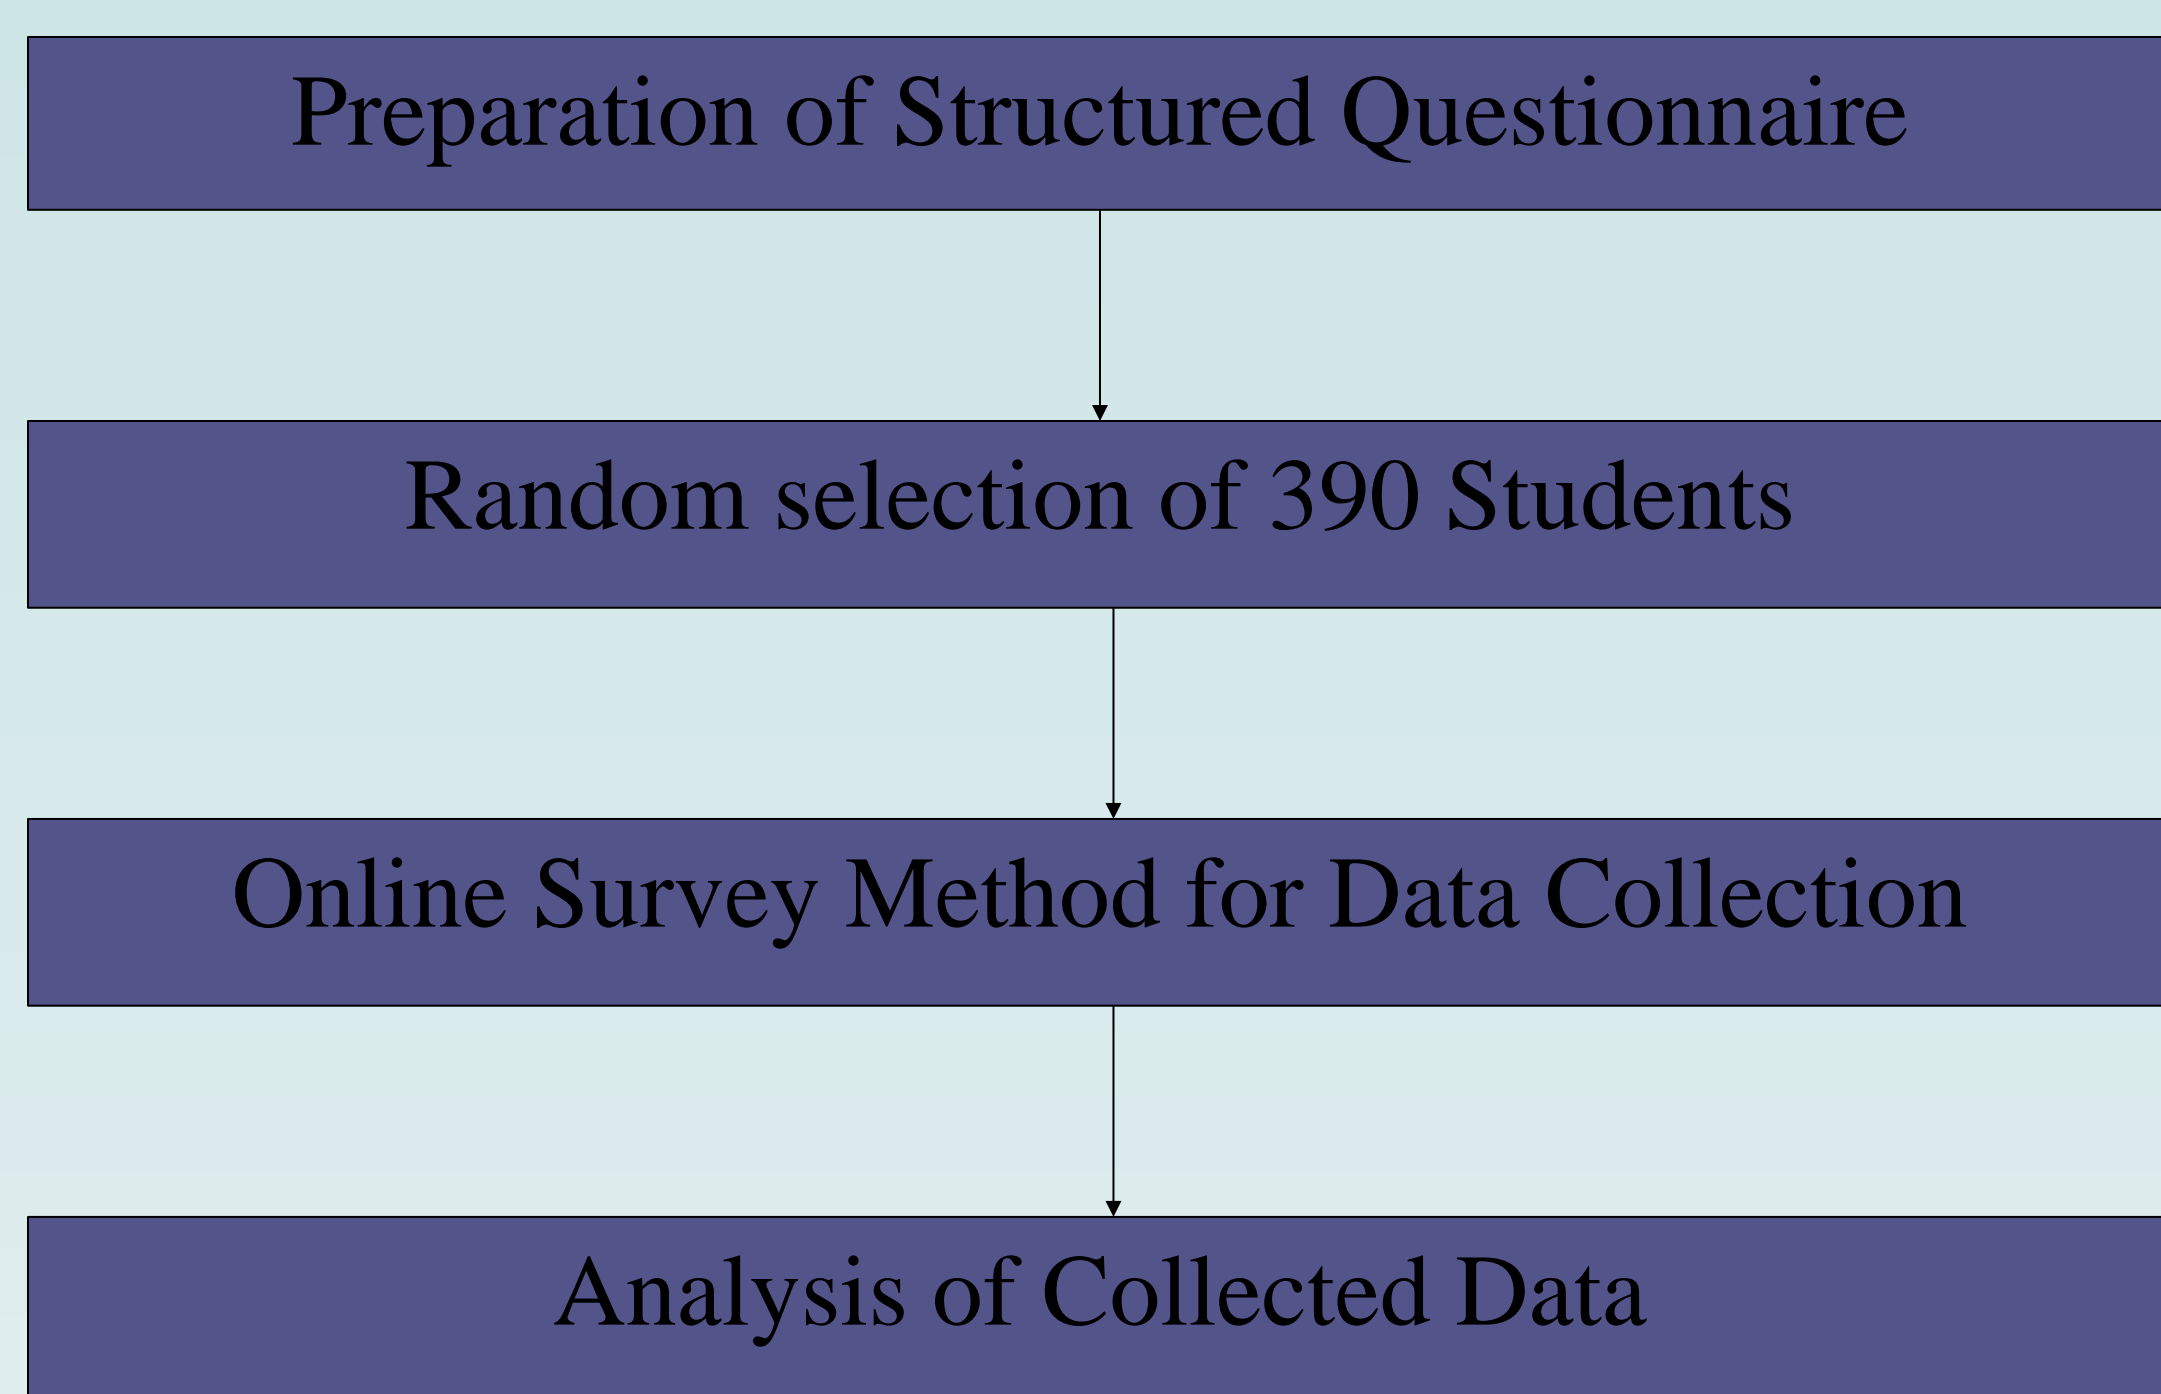 Preparation of Structured Questionnaire
Random selection of 390 Students
Online Survey Method for Data Collection
Analysis of Collected Data